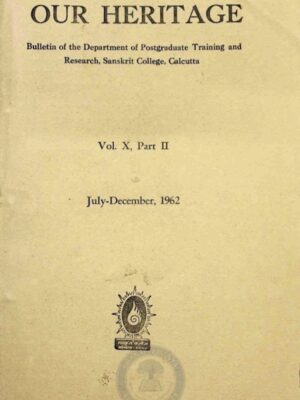 OUR HERITAGE
Bulletin of the Department of Postgraduate Training and
Research, Sanskrit College, Calcutta
Vol. X, Part II
July-December, 1962